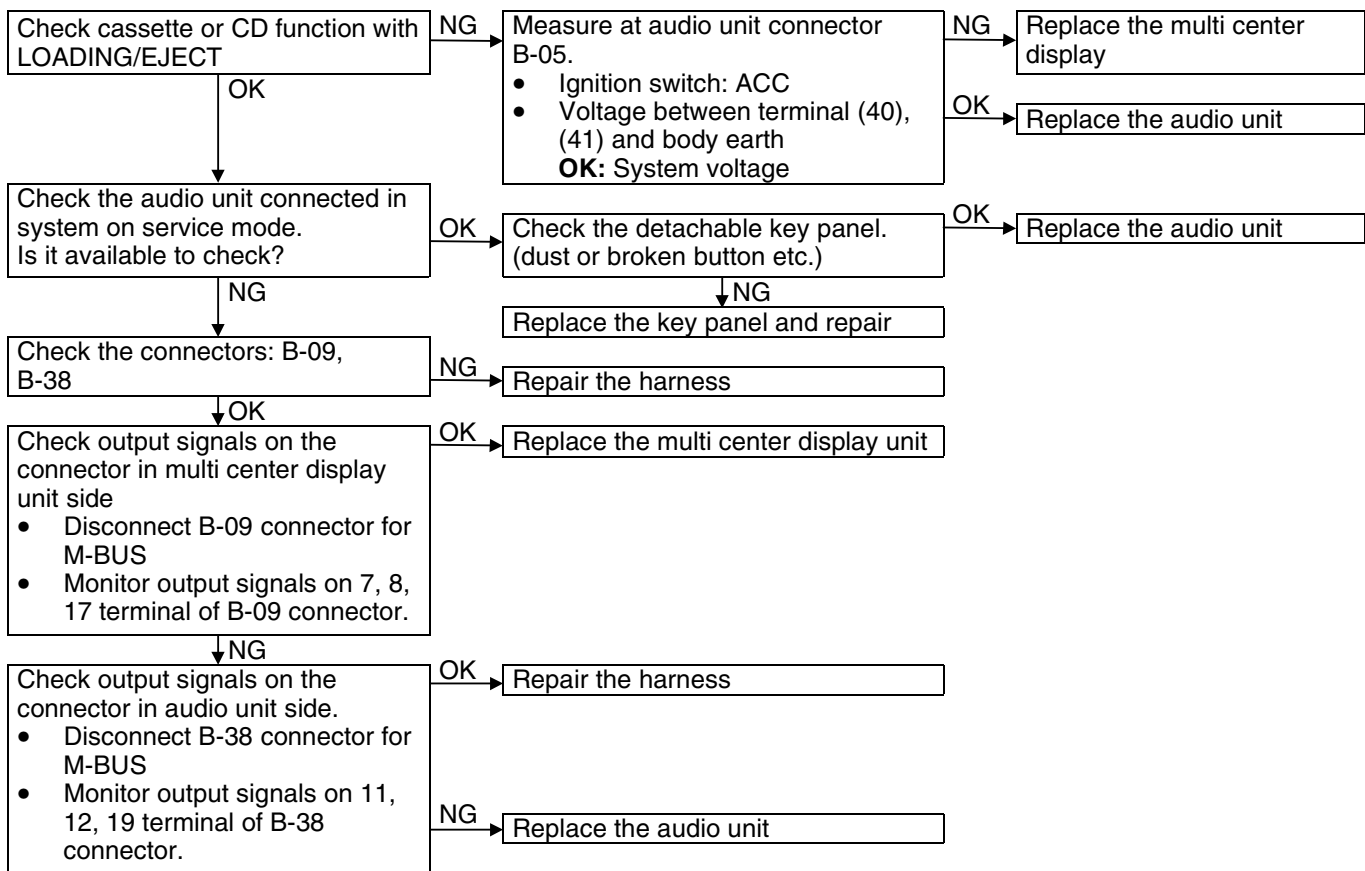 Check cassette or CD function with
LOADING/EJECT
NG
Measure at audio unit connector
B-05.
• Ignition switch: ACC
• Voltage between terminal (40),
(41) and body earth
OK: System voltage
NG
Replace the multi center
display
OK
Replace the audio unit
OK
Check the audio unit connected in
system on service mode.
Is it available to check?
OK
Check the detachable key panel.
(dust or broken button etc.)
OK
Replace the audio unit
NG
Replace the key panel and repair
NG
Check the connectors: B-09,
B-38
NG
Repair the harness
OK
Check output signals on the
connector in multi center display
unit side
• Disconnect B-09 connector for
M-BUS
• Monitor output signals on 7, 8,
17 terminal of B-09 connector.
OK
Replace the multi center display unit
NG
Check output signals on the
connector in audio unit side.
• Disconnect B-38 connector for
M-BUS
• Monitor output signals on 11,
12, 19 terminal of B-38
connector.
OK
Repair the harness
NG
Replace the audio unit